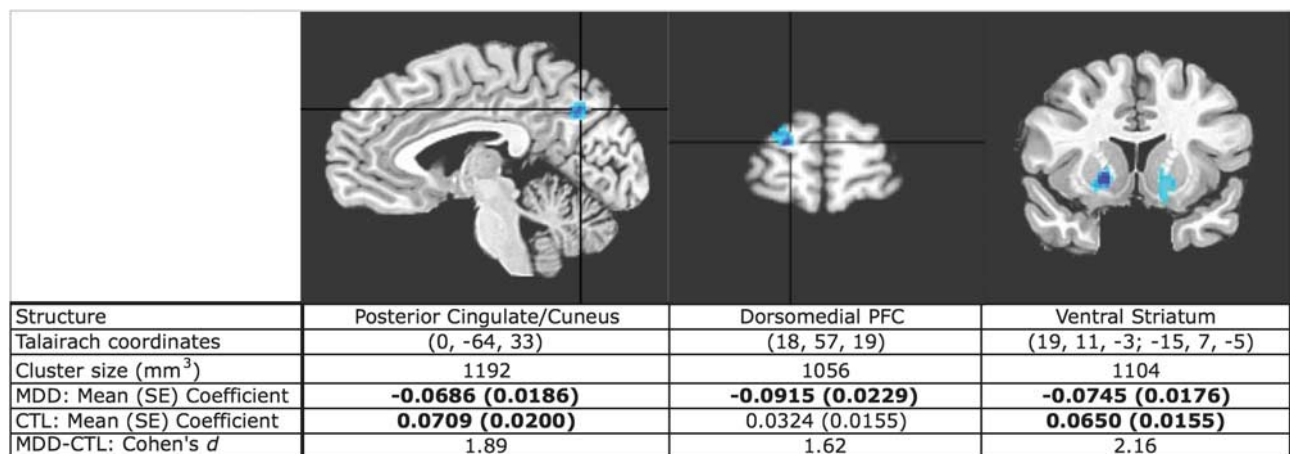 Structure Posterior Cingulate/Cuneus Dorsomedial PFC Ventral Striatum
Talairach coordinates (0, -64, 33) (18, 57, 19) (19, 11, -3; -15, 7, -5)
Cluster size (mm³) 1192 1056 1104
MDD: Mean (SE) Coefficient -0.0686 (0.0186) -0.0915 (0.0229) -0.0745 (0.0176)
CTL: Mean (SE) Coefficient 0.0709 (0.0200) 0.0324 (0.0155) 0.0650 (0.0155)
MDD-CTL: Cohen's d 1.89 1.62 2.16